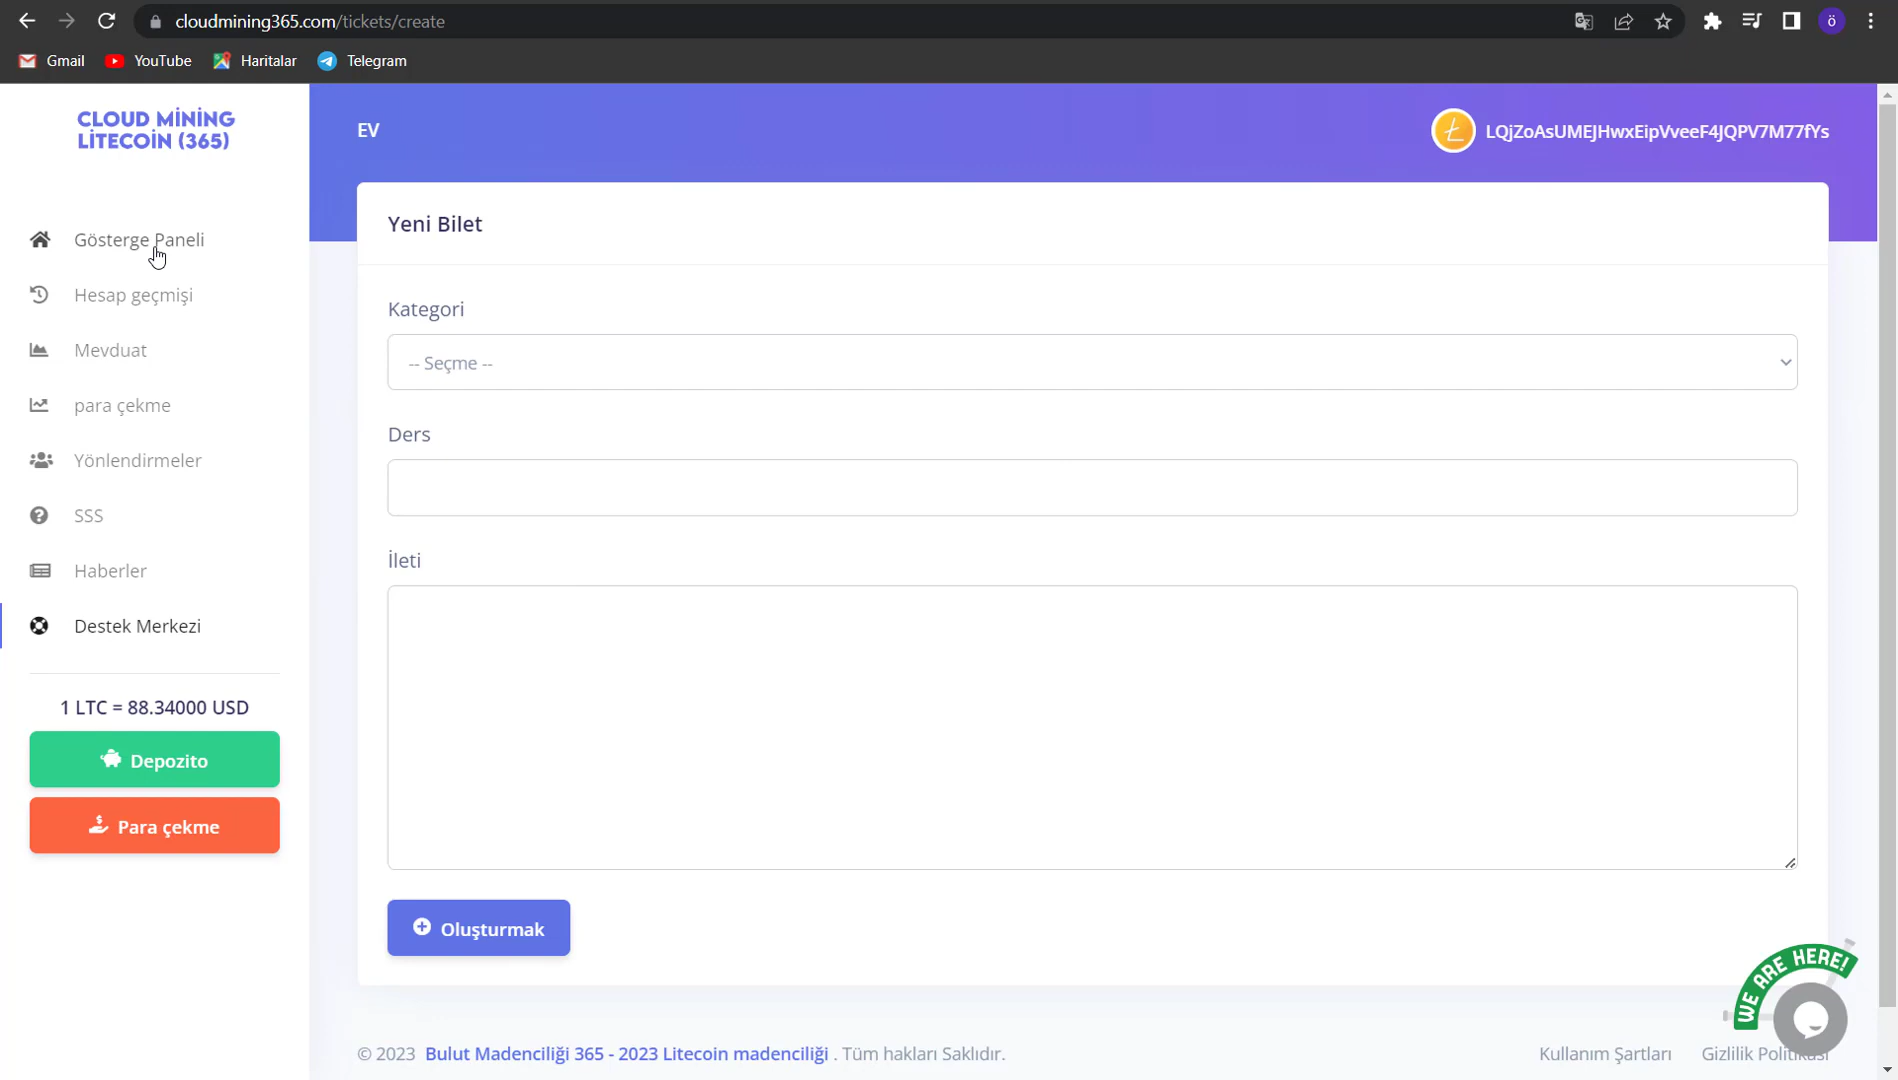 cloudmining365.com/tickets/create
ö
Gmail
YouTube
Haritalar
Telegram
CLOUD MİNİNG
LİTECOİN (365)
EV
LQjZoAsUMEJHwxEipVveeF4JQPV7M77fYs
Gösterge Paneli
Hesap geçmişi
Mevduat
para çekme
Yönlendirmeler
SSS
Haberler
Destek Merkezi
1 LTC = 88.34000 USD
Depozito
Para çekme
Yeni Bilet
Kategori
-- Seçme --
Ders
İleti
Oluşturmak
WE ARE HERE!
© 2023 Bulut Madenciliği 365 - 2023 Litecoin madenciliği . Tüm hakları Saklıdır.
Kullanım Şartları
Gizlilik Politikası